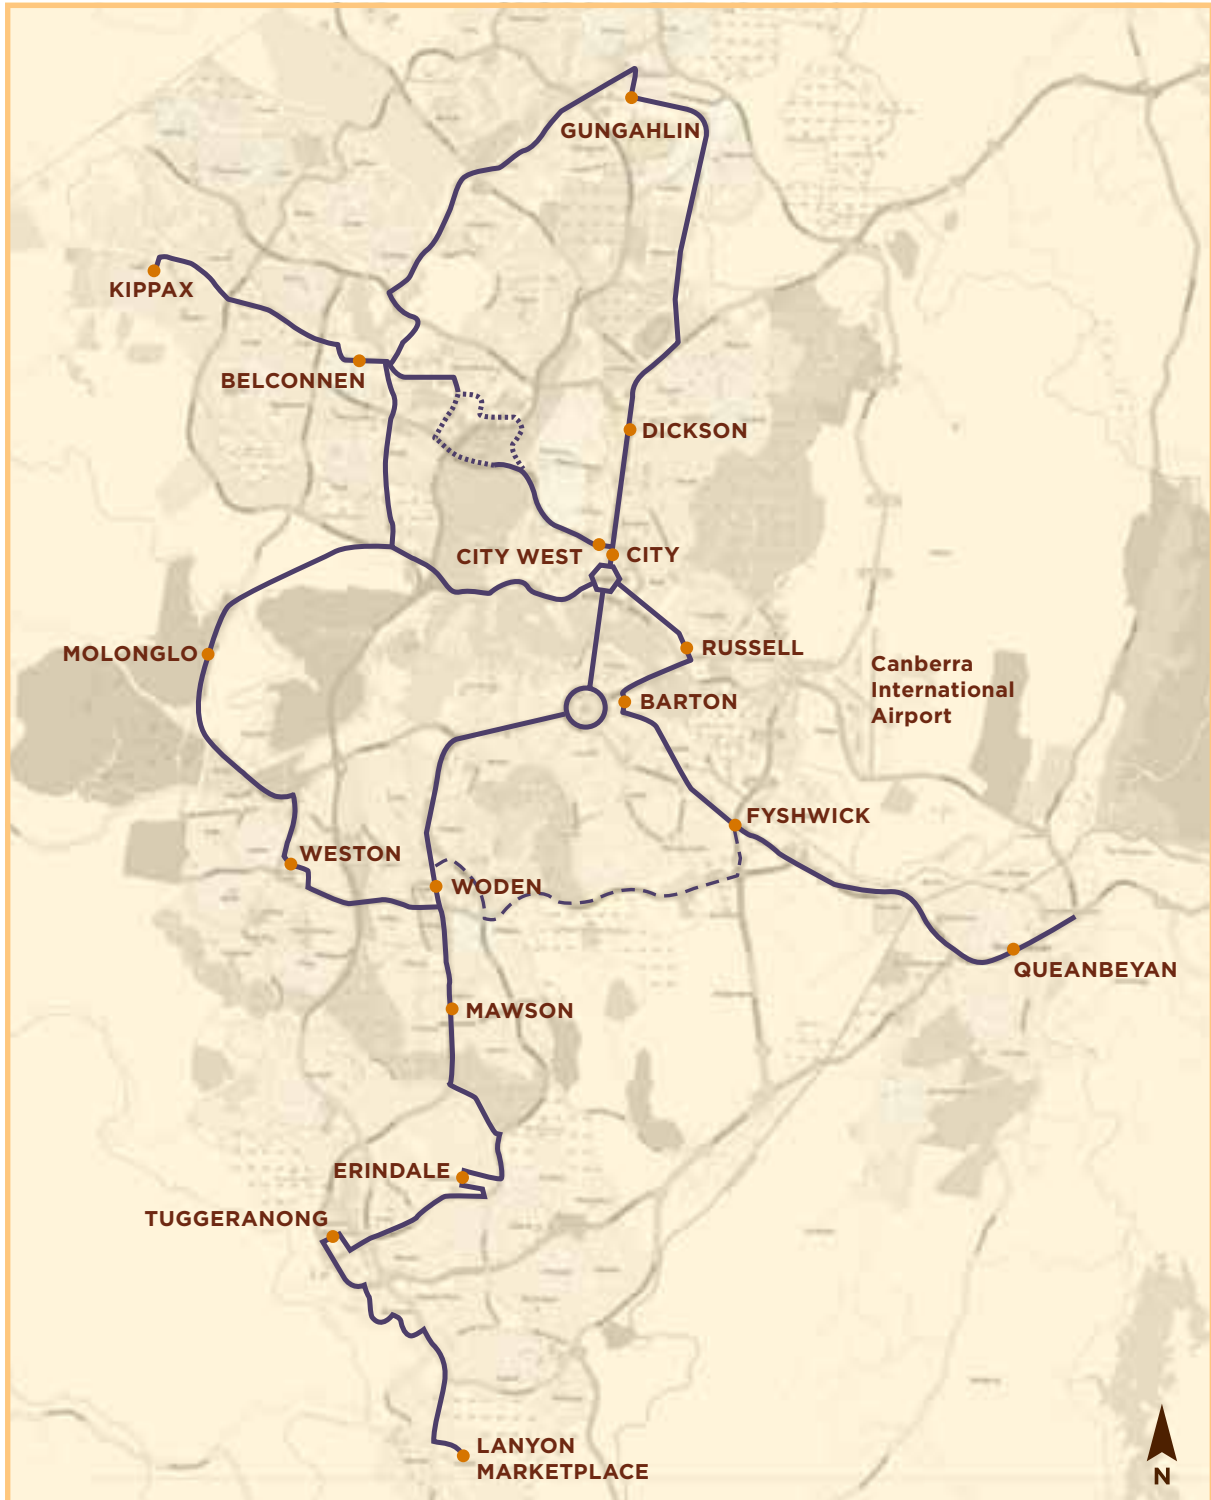 GUNGAHLIN
KIPPAX
BELCONNEN
DICKSON
CITY WEST
CITY
MOLONGLO
RUSSELL
Canberra
International
Airport
BARTON
FYSHWICK
WESTON
WODEN
QUEANBEYAN
MAWSON
ERINDALE
TUGGERANONG
LANYON
MARKETPLACE
N